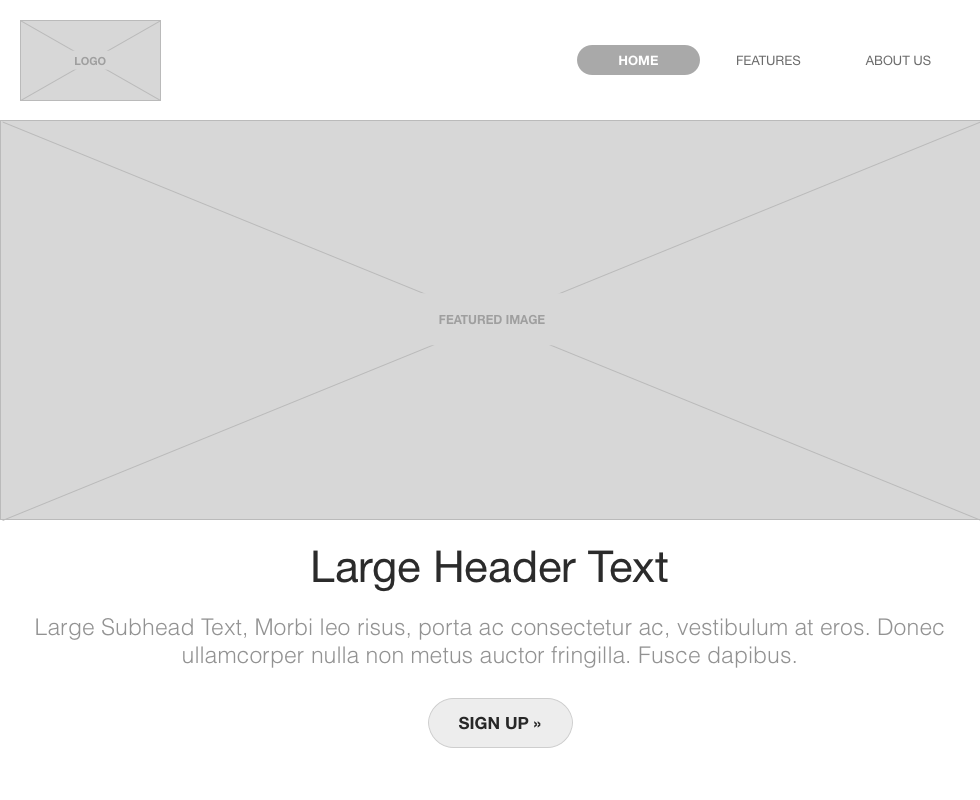 LOGO
HOME
FEATURES
ABOUT US
FEATURED IMAGE
Large Header Text
Large Subhead Text, Morbi leo risus, porta ac consectetur ac, vestibulum at eros. Donec
ullamcorper nulla non metus auctor fringilla. Fusce dapibus.
SIGN UP »